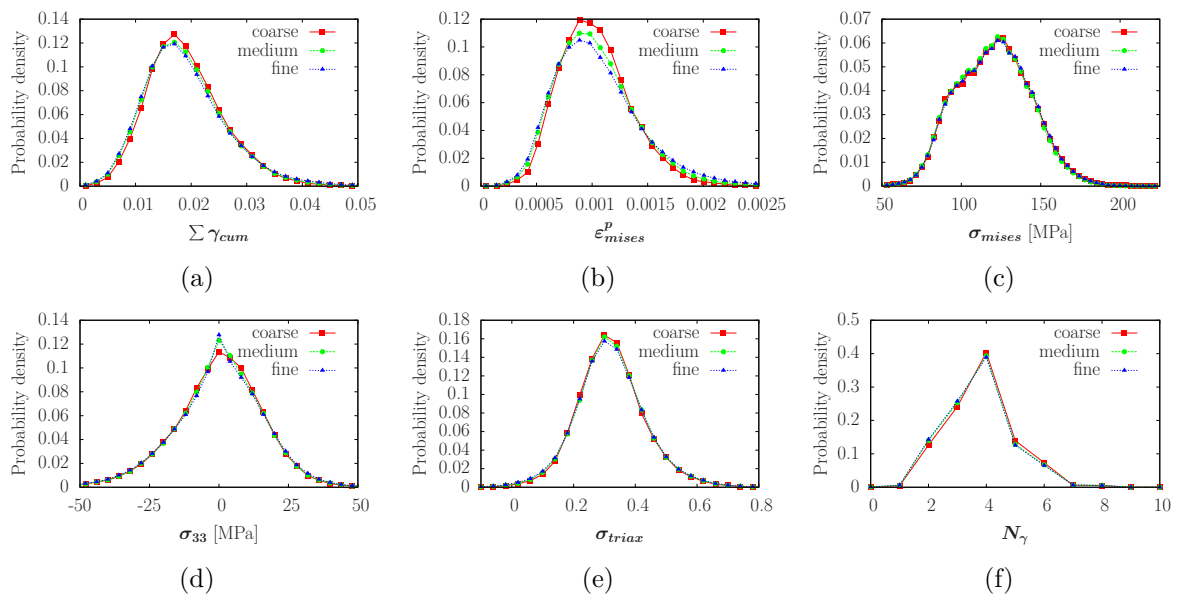 0.14
0.12
0.1
0.08
0.06
0.04
0.02
0
Probability density
coarse
medium
fine
0 0.01 0.02 0.03 0.04 0.05
∑ γcum
(a)
0.12
0.1
0.08
0.06
0.04
0.02
0
Probability density
coarse
medium
fine
0 0.0005 0.001 0.0015 0.002 0.0025
ε^p_mises
(b)
0.07
0.06
0.05
0.04
0.03
0.02
0.01
0
Probability density
coarse
medium
fine
50 100 150 200
σmises [MPa]
(c)
0.14
0.12
0.1
0.08
0.06
0.04
0.02
0
Probability density
coarse
medium
fine
-50 -25 0 25 50
σ33 [MPa]
(d)
0.18
0.16
0.14
0.12
0.1
0.08
0.06
0.04
0.02
0
Probability density
coarse
medium
fine
0 0.2 0.4 0.6 0.8
σtriax
(e)
0.5
0.4
0.3
0.2
0.1
0
Probability density
coarse
medium
fine
0 2 4 6 8 10
Nγ
(f)